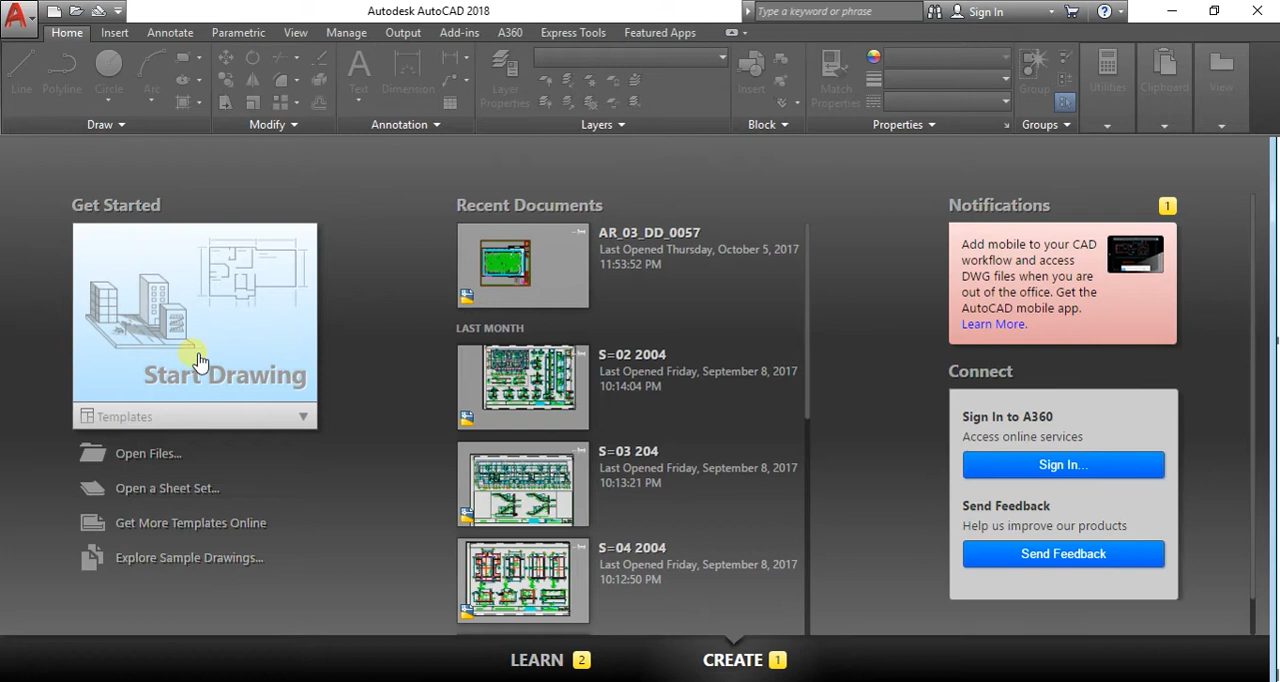 Autodesk AutoCAD 2018
Type a keyword or phrase
Sign In
Home
Insert
Annotate
Parametric
View
Manage
Output
Add-ins
A360
Express Tools
Featured Apps
Line
Polyline
Circle
Arc
Text
Dimension
Layer
Properties
Insert
Match
Properties
Group
Utilities
Clipboard
View
Draw
Modify
Annotation
Layers
Block
Properties
Groups
Get Started
Start Drawing
Templates
Open Files...
Open a Sheet Set...
Get More Templates Online
Explore Sample Drawings...
Recent Documents
AR_03_DD_0057
Last Opened Thursday, October 5, 2017
11:53:52 PM
LAST MONTH
S=02 2004
Last Opened Friday, September 8, 2017
10:14:04 PM
S=03 204
Last Opened Friday, September 8, 2017
10:13:21 PM
S=04 2004
Last Opened Friday, September 8, 2017
10:12:50 PM
Notifications
1
Add mobile to your CAD
workflow and access
DWG files when you are
out of the office. Get the
AutoCAD mobile app.
Learn More.
Connect
Sign In to A360
Access online services
Sign In...
Send Feedback
Help us improve our products
Send Feedback
LEARN 2
CREATE 1